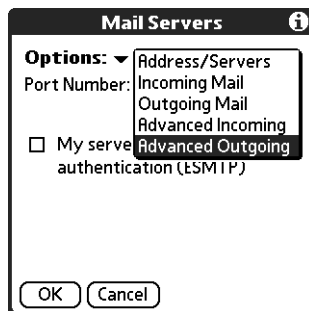 Mail Servers
Options:
Address/Servers
Incoming Mail
Outgoing Mail
Advanced Incoming
Advanced Outgoing
Port Number:
My serve
authentication (ESMTP)
OK
Cancel